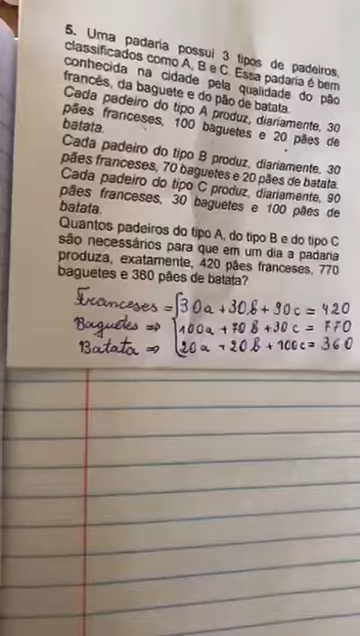 5. Uma padaria possui 3 tipos de padeiros,
classificados como A, B e C. Essa padaria é bem
conhecida na cidade pela qualidade do pão
francês, da baguete e do pão de batata.
Cada padeiro do tipo A produz, diariamente, 30
pães franceses, 100 baguetes e 20 pães de
batata.
Cada padeiro do tipo B produz, diariamente, 30
pães franceses, 70 baguetes e 20 pães de batata.
Cada padeiro do tipo C produz, diariamente, 90
pães franceses, 30 baguetes e 100 pães de
batata.
Quantos padeiros do tipo A, do tipo B e do tipo C
são necessários para que em um dia a padaria
produza, exatamente, 420 pães franceses, 770
baguetes e 360 pães de batata?
Franceses = 30a + 30b + 90c = 420
Baguetes ⇒ 100a + 70b + 30c = 770
Batata ⇒ 20a + 20b + 100c = 360